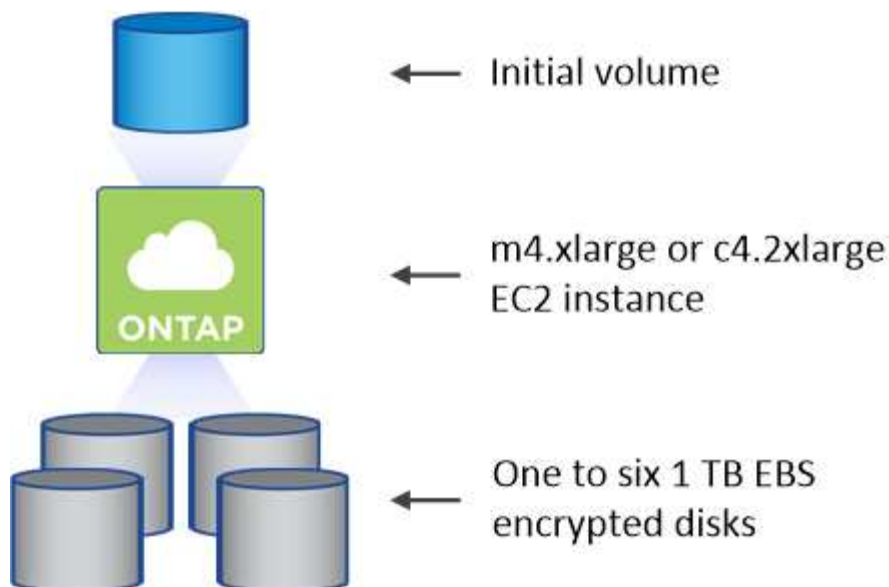 Initial volume
m4.xlarge or c4.2xlarge
EC2 instance
ONTAP
One to six 1 TB EBS
encrypted disks